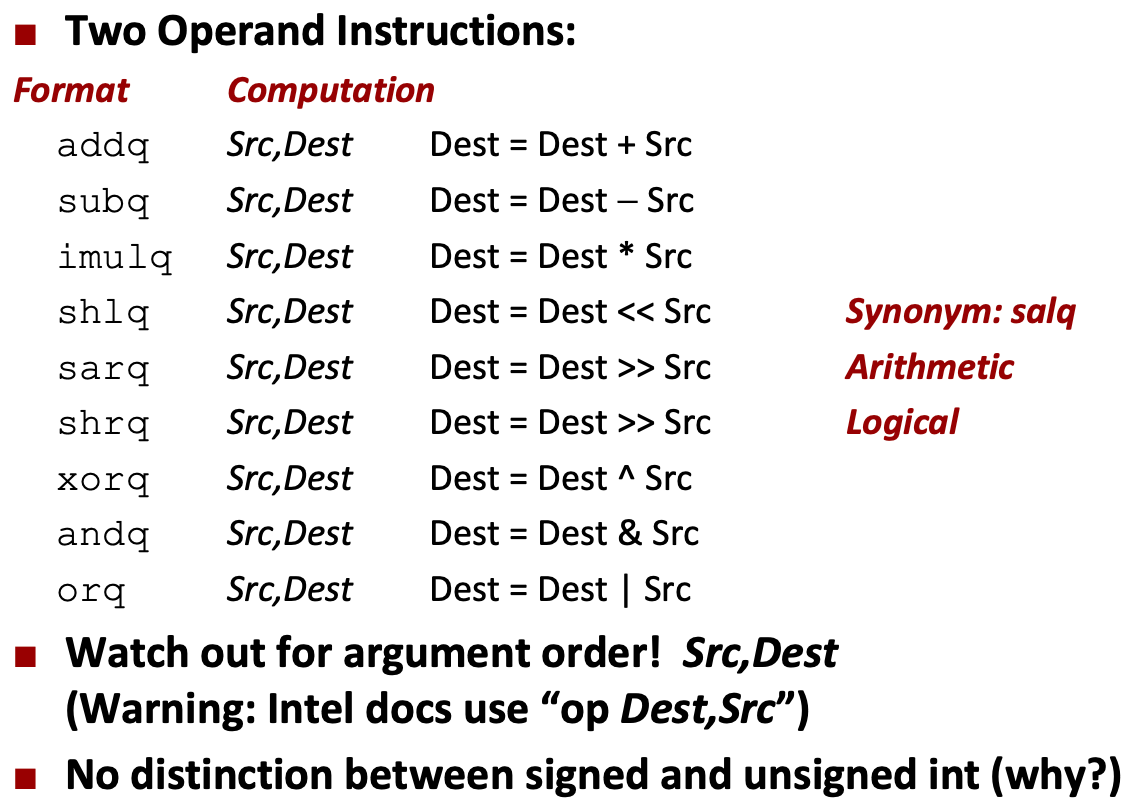 ■ Two Operand Instructions:
Format Computation
addq Src,Dest Dest = Dest + Src
subq Src,Dest Dest = Dest − Src
imulq Src,Dest Dest = Dest * Src
shlq Src,Dest Dest = Dest << Src Synonym: salq
sarq Src,Dest Dest = Dest >> Src Arithmetic
shrq Src,Dest Dest = Dest >> Src Logical
xorq Src,Dest Dest = Dest ^ Src
andq Src,Dest Dest = Dest & Src
orq Src,Dest Dest = Dest | Src
■ Watch out for argument order! Src,Dest
(Warning: Intel docs use “op Dest,Src”)
■ No distinction between signed and unsigned int (why?)